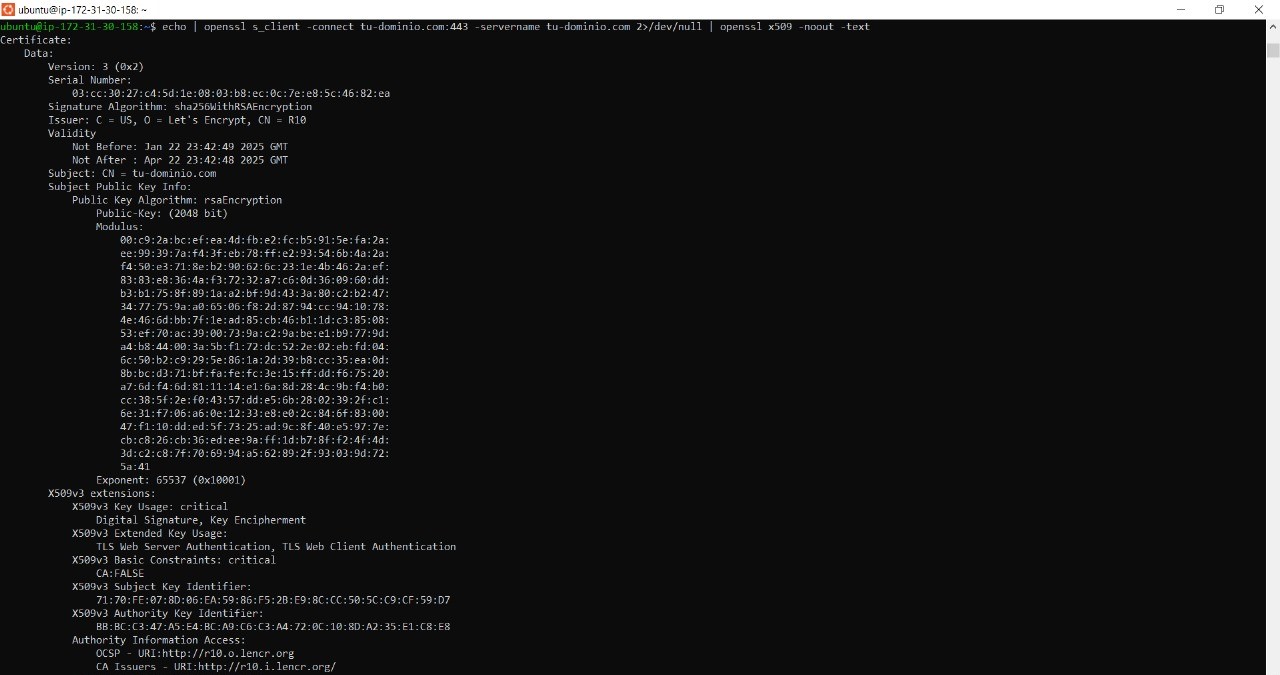 ubuntu@ip-172-31-30-158: ~
ubuntu@ip-172-31-30-158:~$ echo | openssl s_client -connect tu-dominio.com:443 -servername tu-dominio.com 2>/dev/null | openssl x509 -noout -text
Certificate:
    Data:
        Version: 3 (0x2)
        Serial Number:
            03:cc:30:27:c4:5d:1e:08:03:b8:ec:0c:7e:e8:5c:46:82:ea
        Signature Algorithm: sha256WithRSAEncryption
        Issuer: C = US, O = Let's Encrypt, CN = R10
        Validity
            Not Before: Jan 22 23:42:49 2025 GMT
            Not After : Apr 22 23:42:48 2025 GMT
        Subject: CN = tu-dominio.com
        Subject Public Key Info:
            Public Key Algorithm: rsaEncryption
                Public-Key: (2048 bit)
                Modulus:
                    00:c9:2a:bc:ef:ea:4d:fb:e2:fc:b5:91:5e:fa:2a:
                    ee:99:39:7a:f4:3f:eb:78:ff:e2:93:54:6b:4a:2a:
                    f4:50:e3:71:8e:b2:90:62:6c:23:1e:4b:46:2a:ef:
                    83:83:e8:36:4a:f3:72:32:a7:c6:0d:36:09:60:dd:
                    b3:b1:75:8f:89:1a:a2:bf:9d:43:3a:80:c2:b2:47:
                    34:77:75:9a:a0:65:06:f8:2d:87:94:cc:94:10:78:
                    4e:46:6d:bb:7f:1e:ad:85:cb:46:b1:1d:c3:85:08:
                    53:ef:70:ac:39:00:73:9a:c2:9a:be:e1:b9:77:9d:
                    a4:b8:44:00:3a:5b:f1:72:dc:52:2e:02:eb:fd:04:
                    6c:50:b2:c9:29:5e:86:1a:2d:39:b8:cc:35:ea:0d:
                    8b:bc:d3:71:bf:fa:fe:fc:3e:15:ff:dd:f6:75:20:
                    a7:6d:f4:6d:81:11:14:e1:6a:8d:28:4c:9b:f4:b0:
                    cc:38:5f:2e:f0:43:57:dd:e5:6b:28:02:39:2f:c1:
                    6e:31:f7:06:a6:0e:12:33:e8:e0:2c:84:6f:83:00:
                    47:f1:10:dd:ed:5f:73:25:ad:9c:8f:40:e5:97:7e:
                    cb:c8:26:cb:36:ed:ee:9a:ff:1d:b7:8f:f2:4f:4d:
                    3d:c2:c8:7f:70:69:94:a5:62:89:2f:93:03:9d:72:
                    5a:41
                Exponent: 65537 (0x10001)
        X509v3 extensions:
            X509v3 Key Usage: critical
                Digital Signature, Key Encipherment
            X509v3 Extended Key Usage:
                TLS Web Server Authentication, TLS Web Client Authentication
            X509v3 Basic Constraints: critical
                CA:FALSE
            X509v3 Subject Key Identifier:
                71:70:FE:07:8D:06:EA:59:86:F5:2B:E9:8C:CC:50:5C:C9:CF:59:D7
            X509v3 Authority Key Identifier:
                BB:BC:C3:47:A5:E4:BC:A9:C6:C3:A4:72:0C:10:8D:A2:35:E1:C8:E8
            Authority Information Access:
                OCSP - URI:http://r10.o.lencr.org
                CA Issuers - URI:http://r10.i.lencr.org/